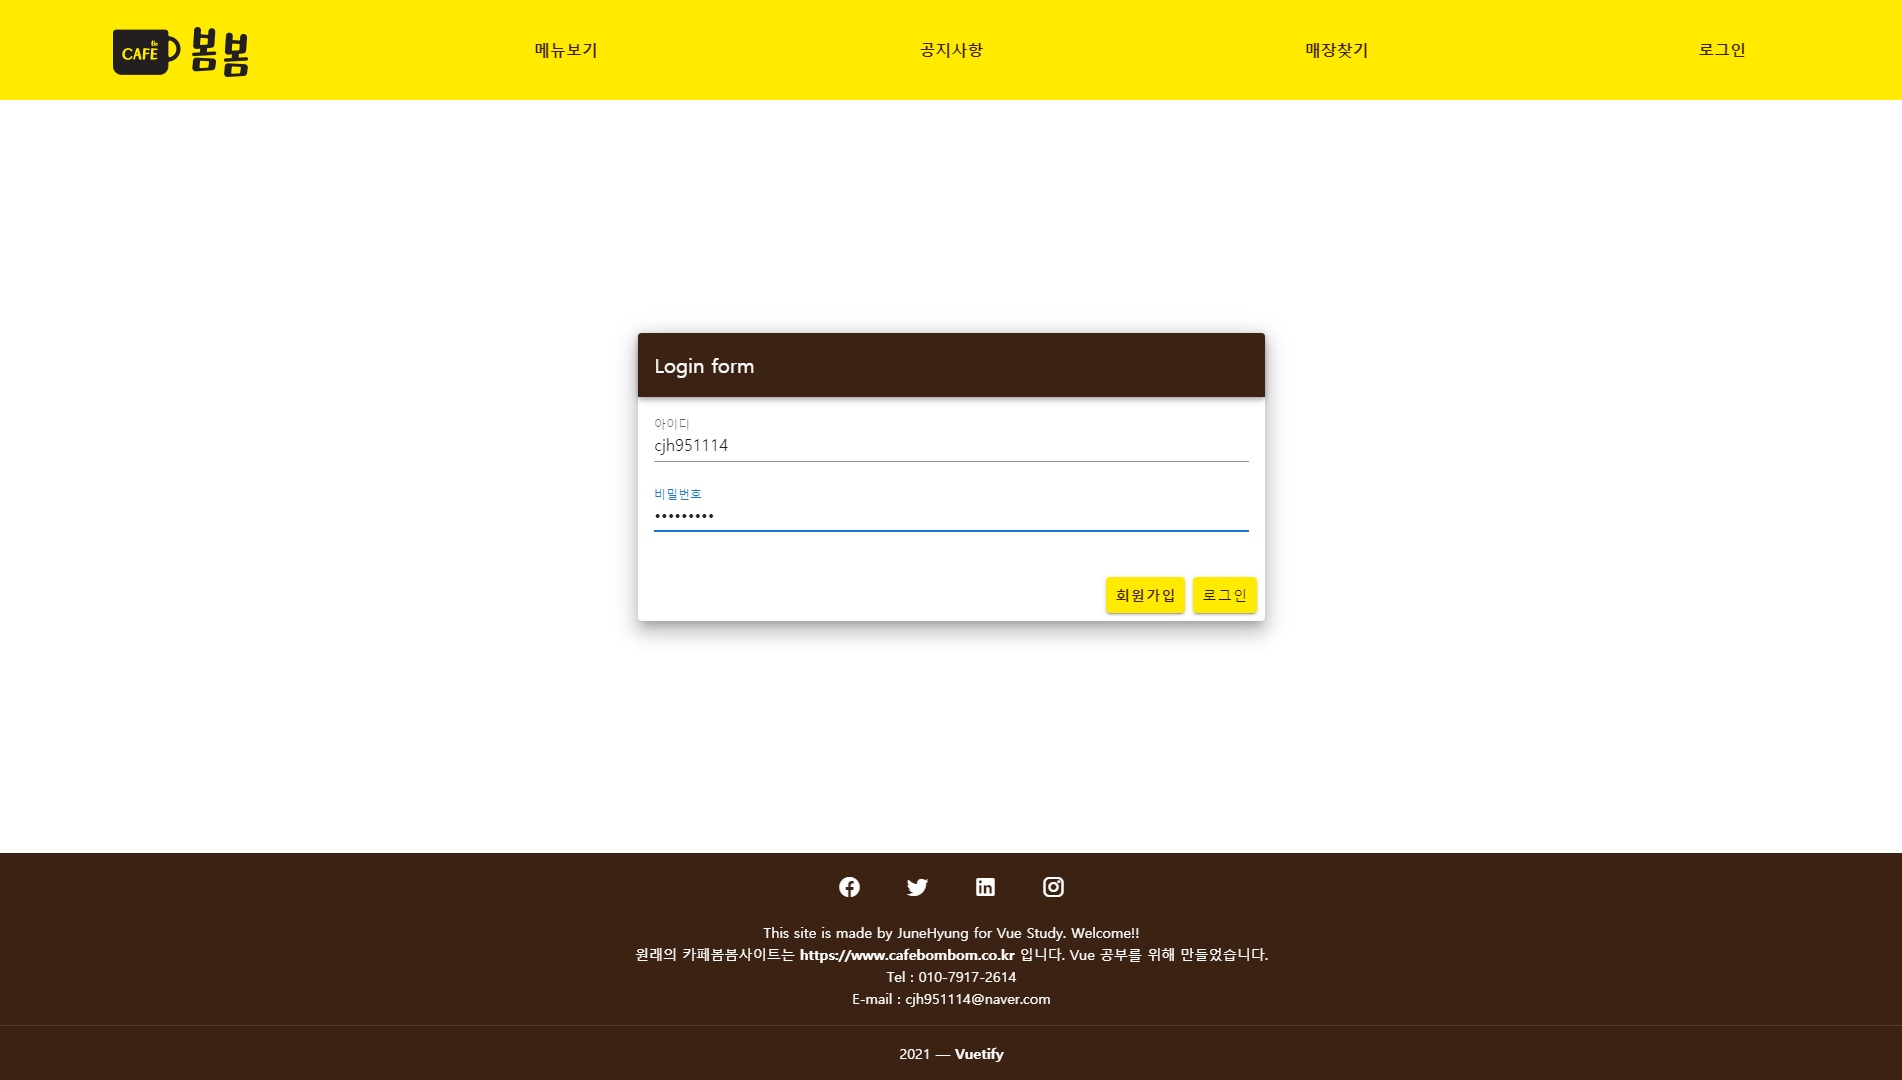 CAFÉ 봄봄
메뉴보기
공지사항
매장찾기
로그인
Login form
아이디
cjh951114
비밀번호
•••••••••
회원가입
로그인
This site is made by JuneHyung for Vue Study. Welcome!!
원래의 카페봄봄사이트는 https://www.cafebombom.co.kr 입니다. Vue 공부를 위해 만들었습니다.
Tel : 010-7917-2614
E-mail : cjh951114@naver.com
2021 — Vuetify